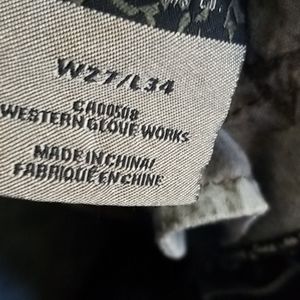 W27/L34
CA00508
WESTERN GLOVE WORKS
MADE IN CHINA/
FABRIQUÉ EN CHINE